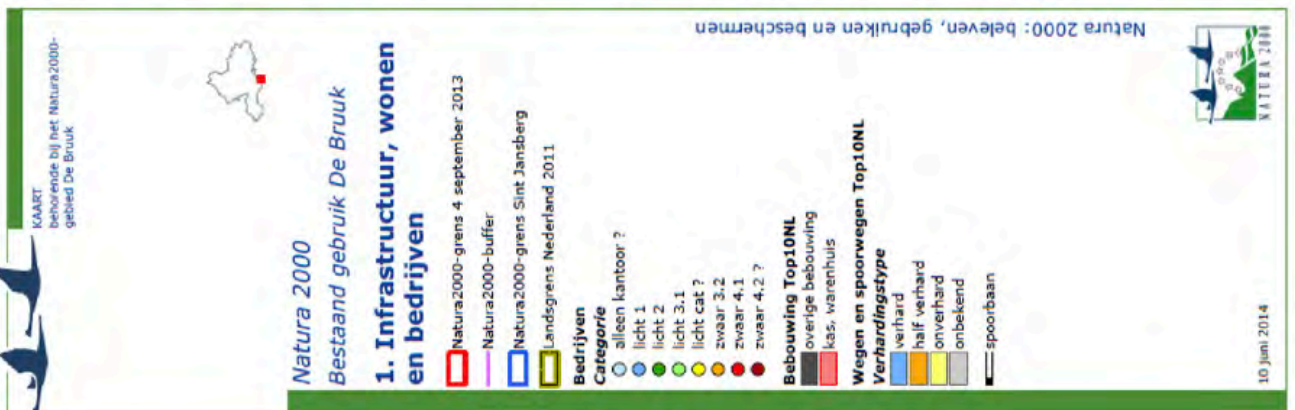 KAART
behorende bij het Natura2000-
gebied De Bruuk
Natura 2000
Bestaand gebruik De Bruuk
1. Infrastructuur, wonen
en bedrijven
Natura2000-grens 4 september 2013
Natura2000-buffer
Natura2000-grens Sint Jansberg
Landsgrens Nederland 2011
Bedrijven
Categorie
alleen kantoor ?
licht 1
licht 2
licht 3.1
licht cat ?
zwaar 3.2
zwaar 4.1
zwaar 4.2 ?
Bebouwing Top10NL
overige bebouwing
kas, warenhuis
Wegen en spoorwegen Top10NL
Verhardingstype
verhard
half verhard
onverhard
onbekend
spoorbaan
10 juni 2014
Natura 2000: beleven, gebruiken en beschermen
NATURA 2000